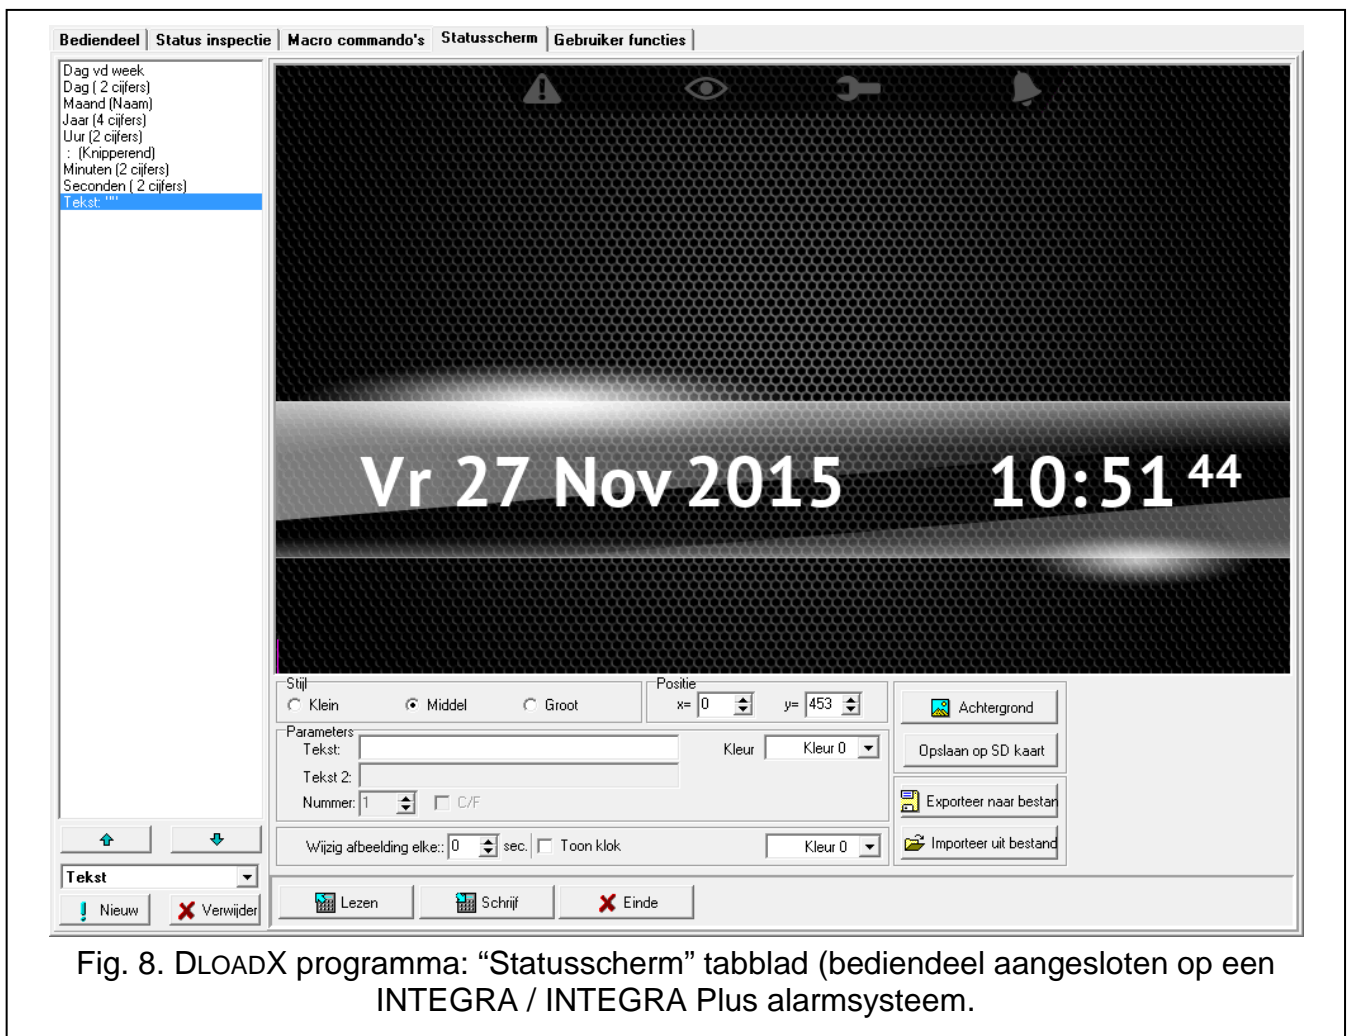 Bediendeel Status inspectie Macro commando's Statusscherm Gebruiker functies
Dag vd week
Dag ( 2 cijfers)
Maand (Naam)
Jaar (4 cijfers)
Uur (2 cijfers)
: (Knipperend)
Minuten (2 cijfers)
Seconden ( 2 cijfers)
Tekst: ""
Vr 27 Nov 2015 10:51 44
Stijl
Klein Middel Groot
Positie
x= 0 y= 453
Achtergrond
Parameters
Tekst: Kleur Kleur 0
Opslaan op SD kaart
Tekst 2:
Nummer: 1 C/F
Exporteer naar bestan
Wijzig afbeelding elke:: 0 sec. Toon klok Kleur 0
Importeer uit bestand
Tekst
Nieuw Verwijder
Lezen Schrijf Einde
Fig. 8. DLOADX programma: “Statusscherm” tabblad (bediendeel aangesloten op een
INTEGRA / INTEGRA Plus alarmsysteem.